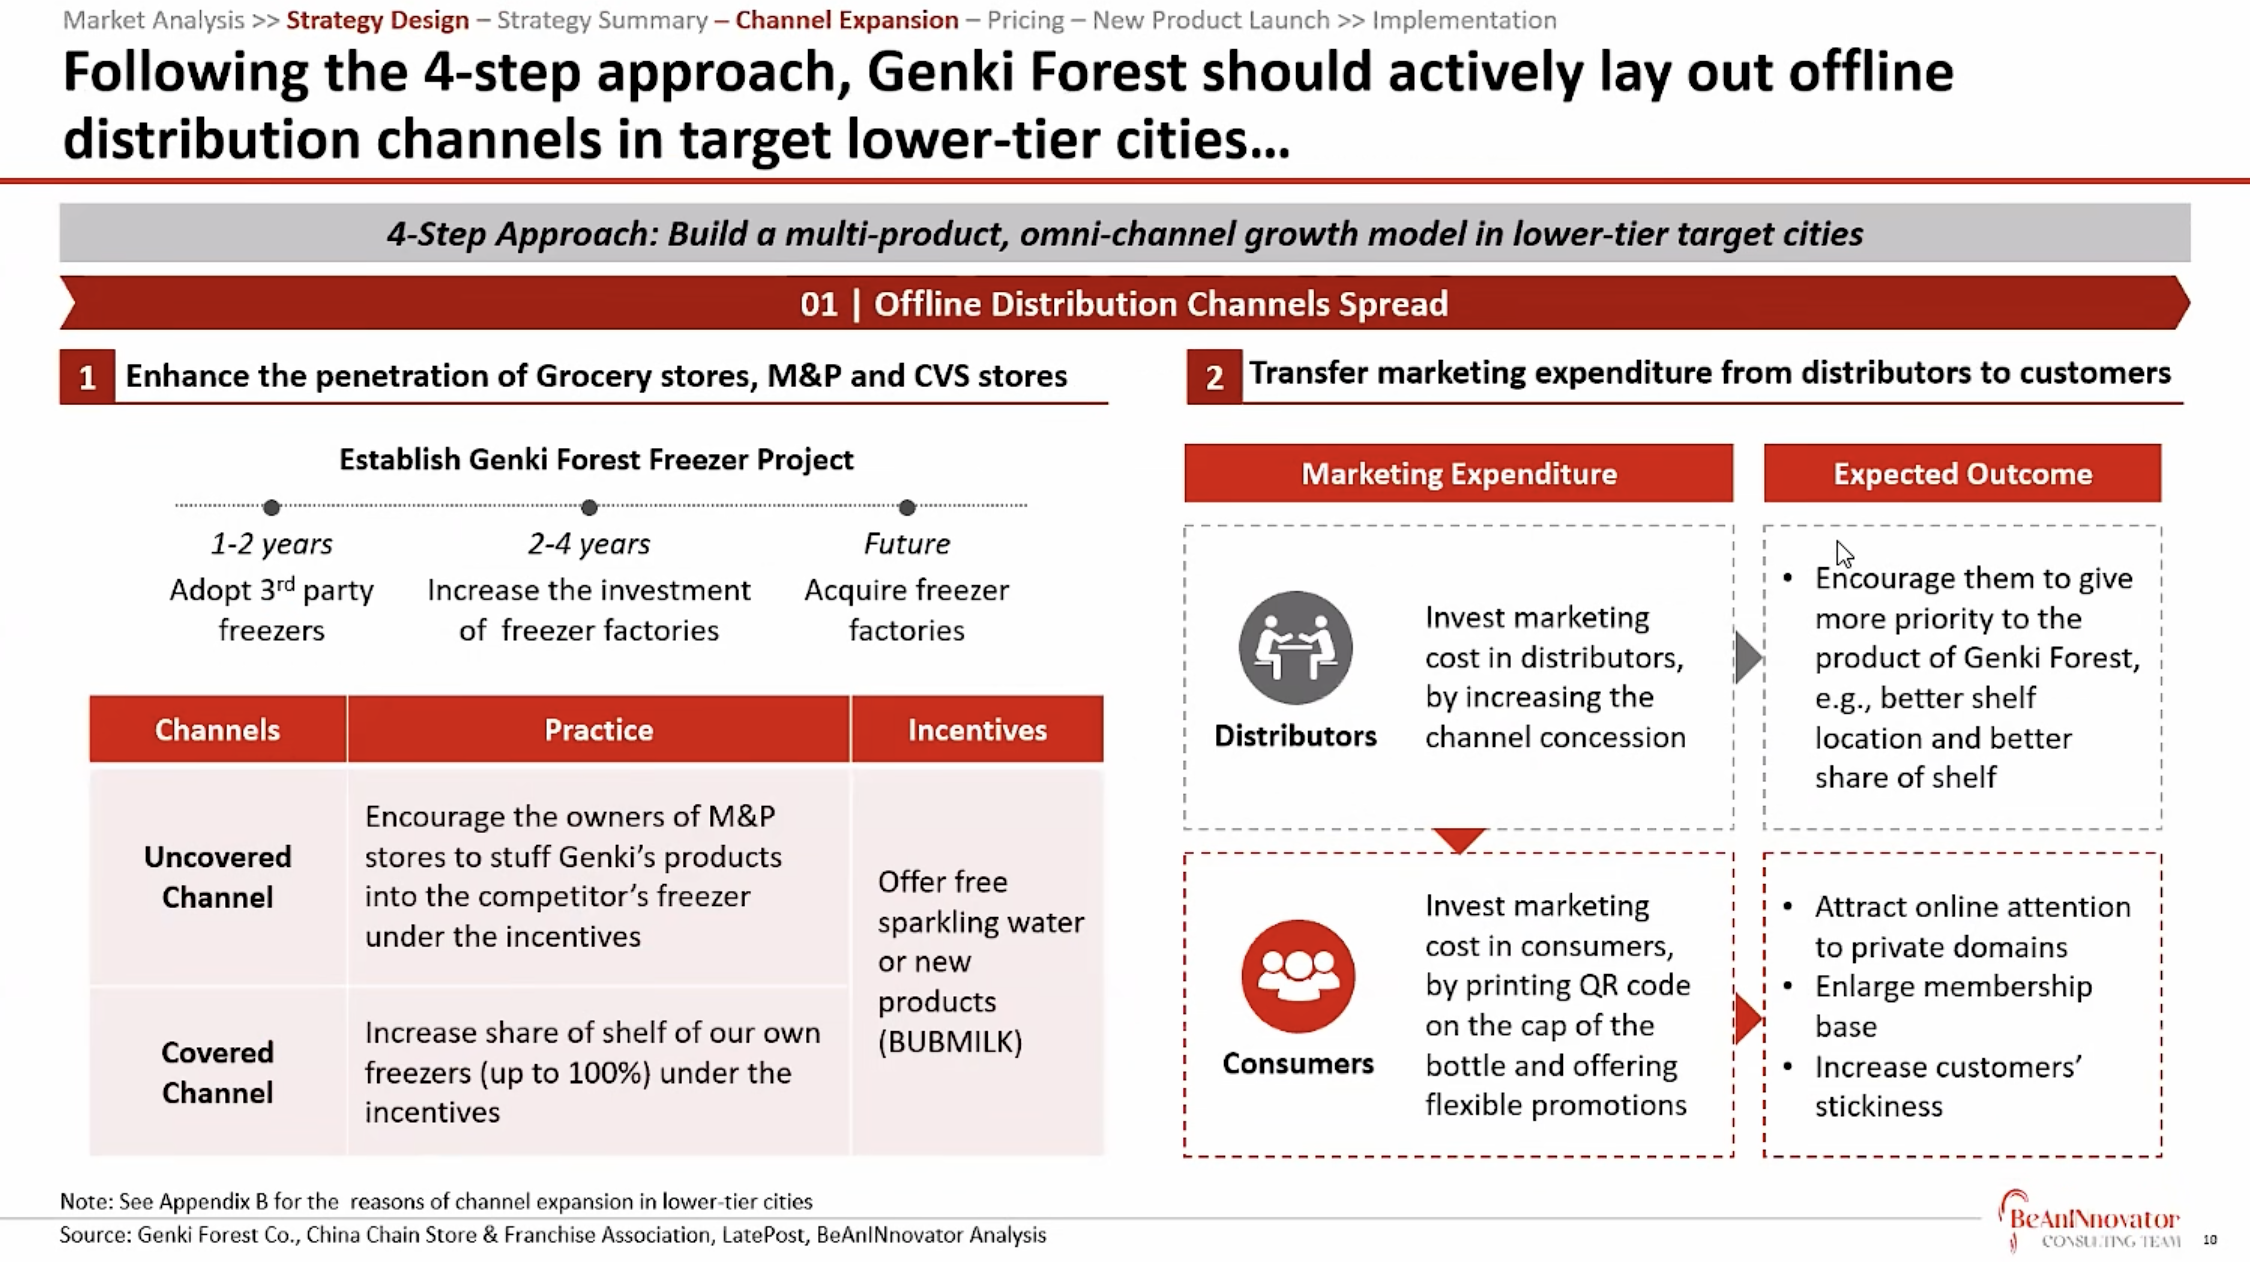 Market Analysis >> Strategy Design – Strategy Summary – Channel Expansion – Pricing – New Product Launch >> Implementation
Following the 4-step approach, Genki Forest should actively lay out offline
distribution channels in target lower-tier cities…
4-Step Approach: Build a multi-product, omni-channel growth model in lower-tier target cities
01 | Offline Distribution Channels Spread
1 Enhance the penetration of Grocery stores, M&P and CVS stores
Establish Genki Forest Freezer Project
1-2 years
Adopt 3rd party
freezers
2-4 years
Increase the investment
of freezer factories
Future
Acquire freezer
factories
Channels
Practice
Incentives
Uncovered
Channel
Encourage the owners of M&P
stores to stuff Genki's products
into the competitor's freezer
under the incentives
Covered
Channel
Increase share of shelf of our own
freezers (up to 100%) under the
incentives
Offer free
sparkling water
or new
products
(BUBMILK)
2 Transfer marketing expenditure from distributors to customers
Marketing Expenditure
Expected Outcome
Distributors
Invest marketing
cost in distributors,
by increasing the
channel concession
• Encourage them to give
more priority to the
product of Genki Forest,
e.g., better shelf
location and better
share of shelf
Consumers
Invest marketing
cost in consumers,
by printing QR code
on the cap of the
bottle and offering
flexible promotions
• Attract online attention
to private domains
• Enlarge membership
base
• Increase customers'
stickiness
Note: See Appendix B for the reasons of channel expansion in lower-tier cities
Source: Genki Forest Co., China Chain Store & Franchise Association, LatePost, BeAnINnovator Analysis
BeAnINnovator
CONSULTING TEAM
10